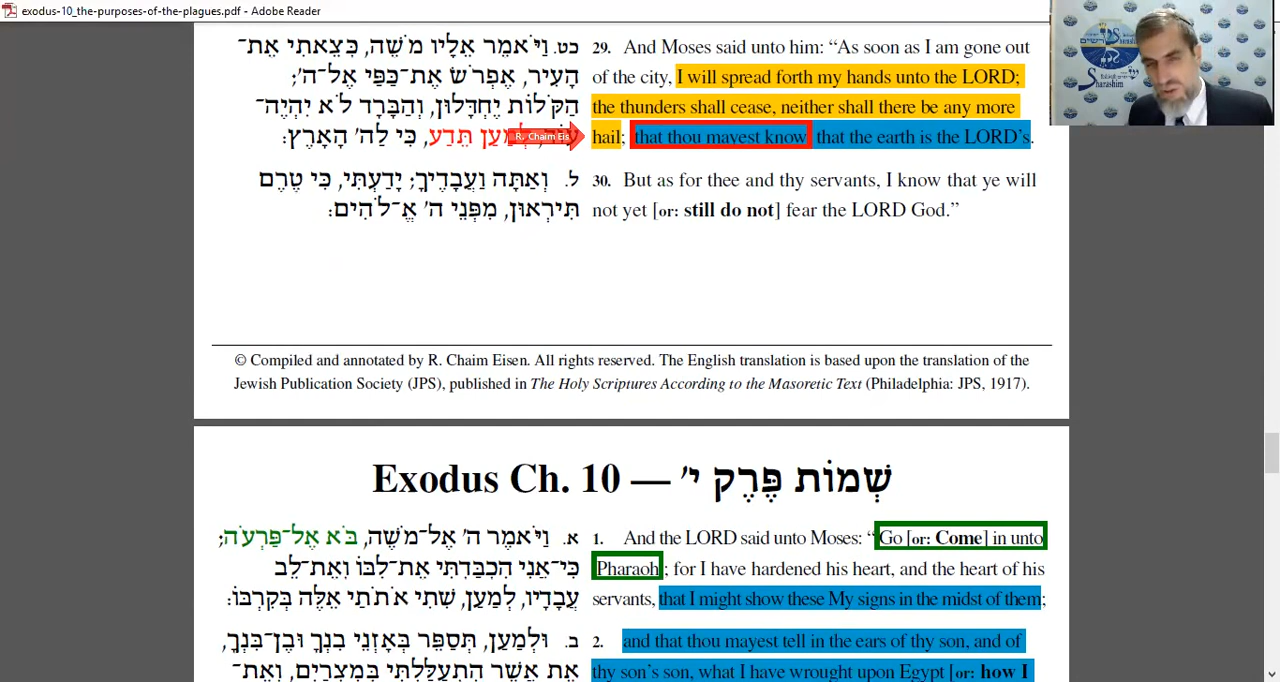 exodus-10_the-purposes-of-the-plagues.pdf - Adobe Reader
כט. וַיֹּאמֶר אֵלָיו מֹשֶׁה, כְּצֵאתִי אֶת־
הָעִיר, אֶפְרֹשׂ אֶת־כַּפַּי אֶל־ה׳;
הַקֹּלוֹת יֶחְדָּלוּן, וְהַבָּרָד לֹא יִהְיֶה־
תֵּדַע, כִּי לַה׳ הָאָרֶץ:
R. Chaim Eis
29. And Moses said unto him: “As soon as I am gone out
of the city, I will spread forth my hands unto the LORD;
the thunders shall cease, neither shall there be any more
hail; that thou mayest know that the earth is the LORD’s.
ל. וְאַתָּה וַעֲבָדֶיךָ; יָדַעְתִּי, כִּי טֶרֶם
תִּירְאוּן, מִפְּנֵי ה׳ אֱ־לֹהִים:
30. But as for thee and thy servants, I know that ye will
not yet [or: still do not] fear the LORD God.”
© Compiled and annotated by R. Chaim Eisen. All rights reserved. The English translation is based upon the translation of the
Jewish Publication Society (JPS), published in The Holy Scriptures According to the Masoretic Text (Philadelphia: JPS, 1917).
Exodus Ch. 10 — שְׁמוֹת פֶּרֶק י׳
א. וַיֹּאמֶר ה׳ אֶל־מֹשֶׁה, בֹּא אֶל־פַּרְעֹה;
כִּי־אֲנִי הִכְבַּדְתִּי אֶת־לִבּוֹ וְאֶת־לֵב
עֲבָדָיו, לְמַעַן, שִׁתִי אֹתֹתַי אֵלֶּה בְּקִרְבּוֹ:
1. And the LORD said unto Moses: “Go [or: Come] in unto
Pharaoh; for I have hardened his heart, and the heart of his
servants, that I might show these My signs in the midst of them;
ב. וּלְמַעַן, תְּסַפֵּר בְּאָזְנֵי בִנְךָ וּבֶן־בִּנְךָ,
אֵת אֲשֶׁר הִתְעַלַּלְתִּי בְּמִצְרַיִם, וְאֶת־
2. and that thou mayest tell in the ears of thy son, and of
thy son’s son, what I have wrought upon Egypt [or: how I